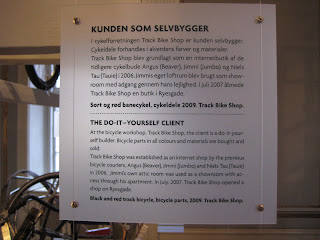 KUNDEN SOM SELVBYGGER
I cykelforretningen Track Bike Shop er kunden selvbygger.
Cykeldele forhandles i alverdens farver og materialer.
Track Bike Shop blev grundlagt som en internetbutik af de
tidligere cykelbude Angus (Beaver), Jimmi (Jumbo) og Niels
Tau (Tauie) i 2006. Jimmis eget loftrum blev brugt som show-
room med adgang gennem hans lejlighed. I juli 2007 åbnede
Track Bike Shop en butik i Ryesgade.
Sort og rød banecykel, cykeldele 2009. Track Bike Shop.
THE DO-IT-YOURSELF CLIENT
At the bicycle workshop, Track Bike Shop, the client is a do-it-your-
self builder. Bicycle parts in all colours and materials are bought and
sold.
Track Bike Shop was established as an internet shop by the previous
bicycle couriers, Angus (Beaver), Jimmi (Jumbo) and Niels Tau (Tauie)
in 2006. Jimmi's own attic room was used as a showroom with ac-
cess through his apartment. In July, 2007, Track Bike Shop opened a
shop on Ryesgade.
Black and red track bicycle, bicycle parts, 2009. Track Bike Shop.